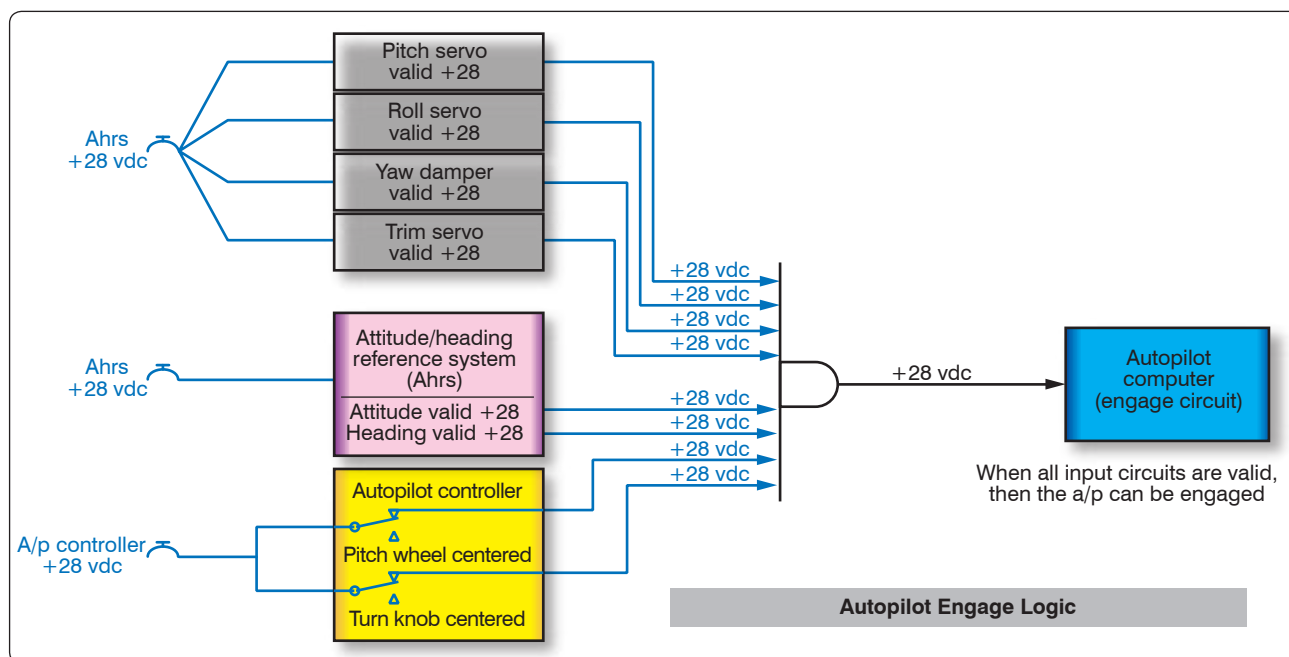 Pitch servo
valid +28
Roll servo
valid +28
Yaw damper
valid +28
Trim servo
valid +28
Ahrs
+28 vdc
+28 vdc
+28 vdc
+28 vdc
+28 vdc
Ahrs
+28 vdc
Attitude/heading
reference system
(Ahrs)
Attitude valid +28
Heading valid +28
+28 vdc
+28 vdc
+28 vdc
+28 vdc
+28 vdc
Autopilot
computer
(engage circuit)
When all input circuits are valid,
then the a/p can be engaged
A/p controller
+28 vdc
Autopilot controller
Pitch wheel centered
Turn knob centered
Autopilot Engage Logic